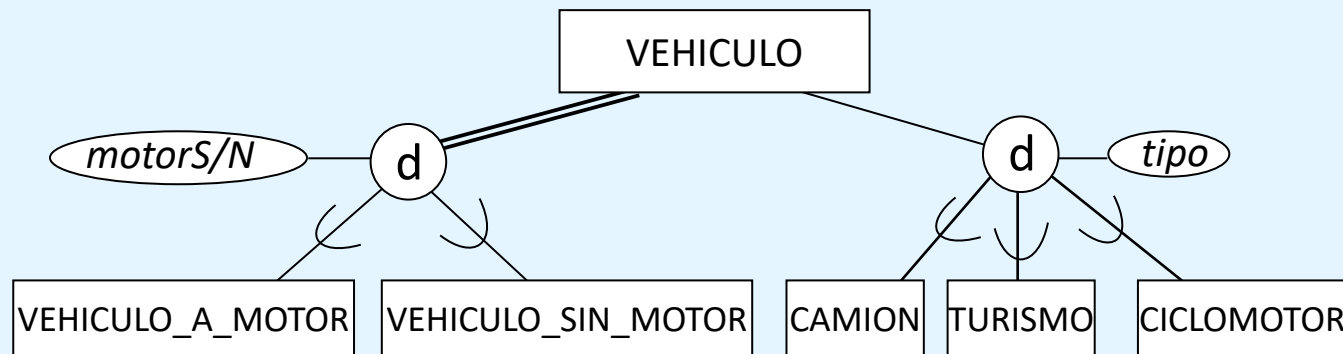 VEHICULO
motorS/N
d
d
tipo
VEHICULO_A_MOTOR
VEHICULO_SIN_MOTOR
CAMION
TURISMO
CICLOMOTOR